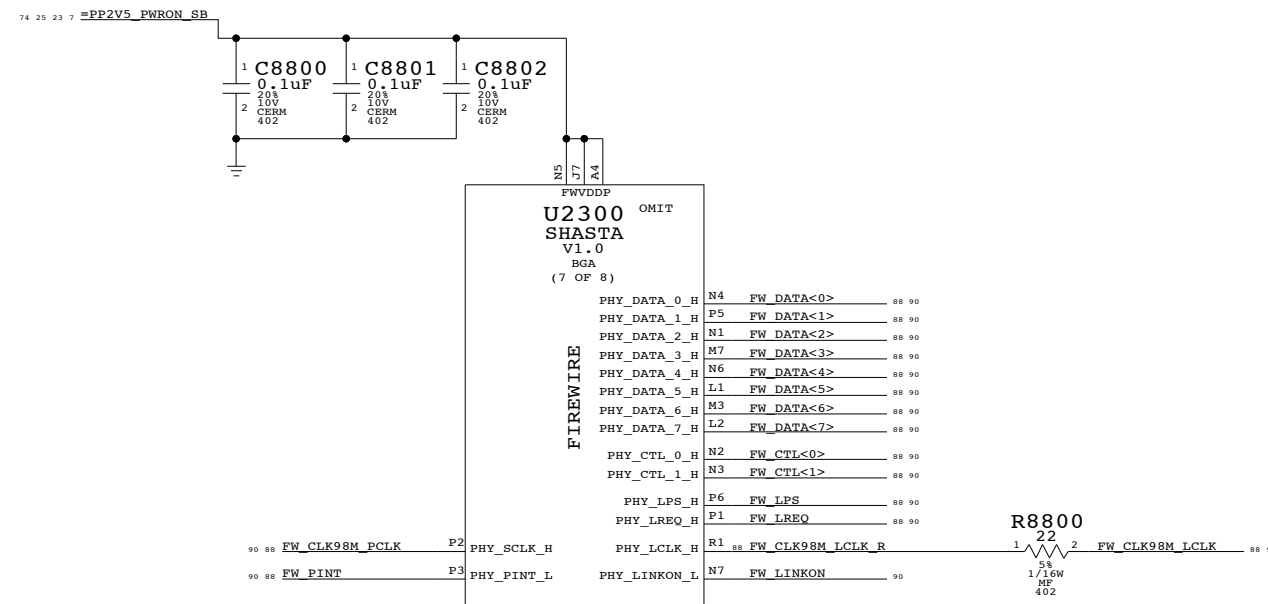 74 25 23 7 =PP2V5_PWRON_SB
1 C8800
0.1uF
20%
10V
2 CERM
402
1 C8801
0.1uF
20%
10V
2 CERM
402
1 C8802
0.1uF
20%
10V
2 CERM
402
N5 J7 A4
FWVDDP
U2300 OMIT
SHASTA
V1.0
BGA
(7 OF 8)
FIREWIRE
PHY_DATA_0_H N4 FW_DATA<0> 88 90
PHY_DATA_1_H P5 FW_DATA<1> 88 90
PHY_DATA_2_H N1 FW_DATA<2> 88 90
PHY_DATA_3_H M7 FW_DATA<3> 88 90
PHY_DATA_4_H N6 FW_DATA<4> 88 90
PHY_DATA_5_H L1 FW_DATA<5> 88 90
PHY_DATA_6_H M3 FW_DATA<6> 88 90
PHY_DATA_7_H L2 FW_DATA<7> 88 90
PHY_CTL_0_H N2 FW_CTL<0> 88 90
PHY_CTL_1_H N3 FW_CTL<1> 88 90
PHY_LPS_H P6 FW_LPS 88 90
PHY_LREQ_H P1 FW_LREQ 88 90
90 88 FW_CLK98M_PCLK P2 PHY_SCLK_H PHY_LCLK_H R1 88 FW_CLK98M_LCLK_R
90 88 FW_PINT P3 PHY_PINT_L PHY_LINKON_L N7 FW_LINKON 90
R8800
22
1 2 FW_CLK98M_LCLK 88
5%
1/16W
MF
402